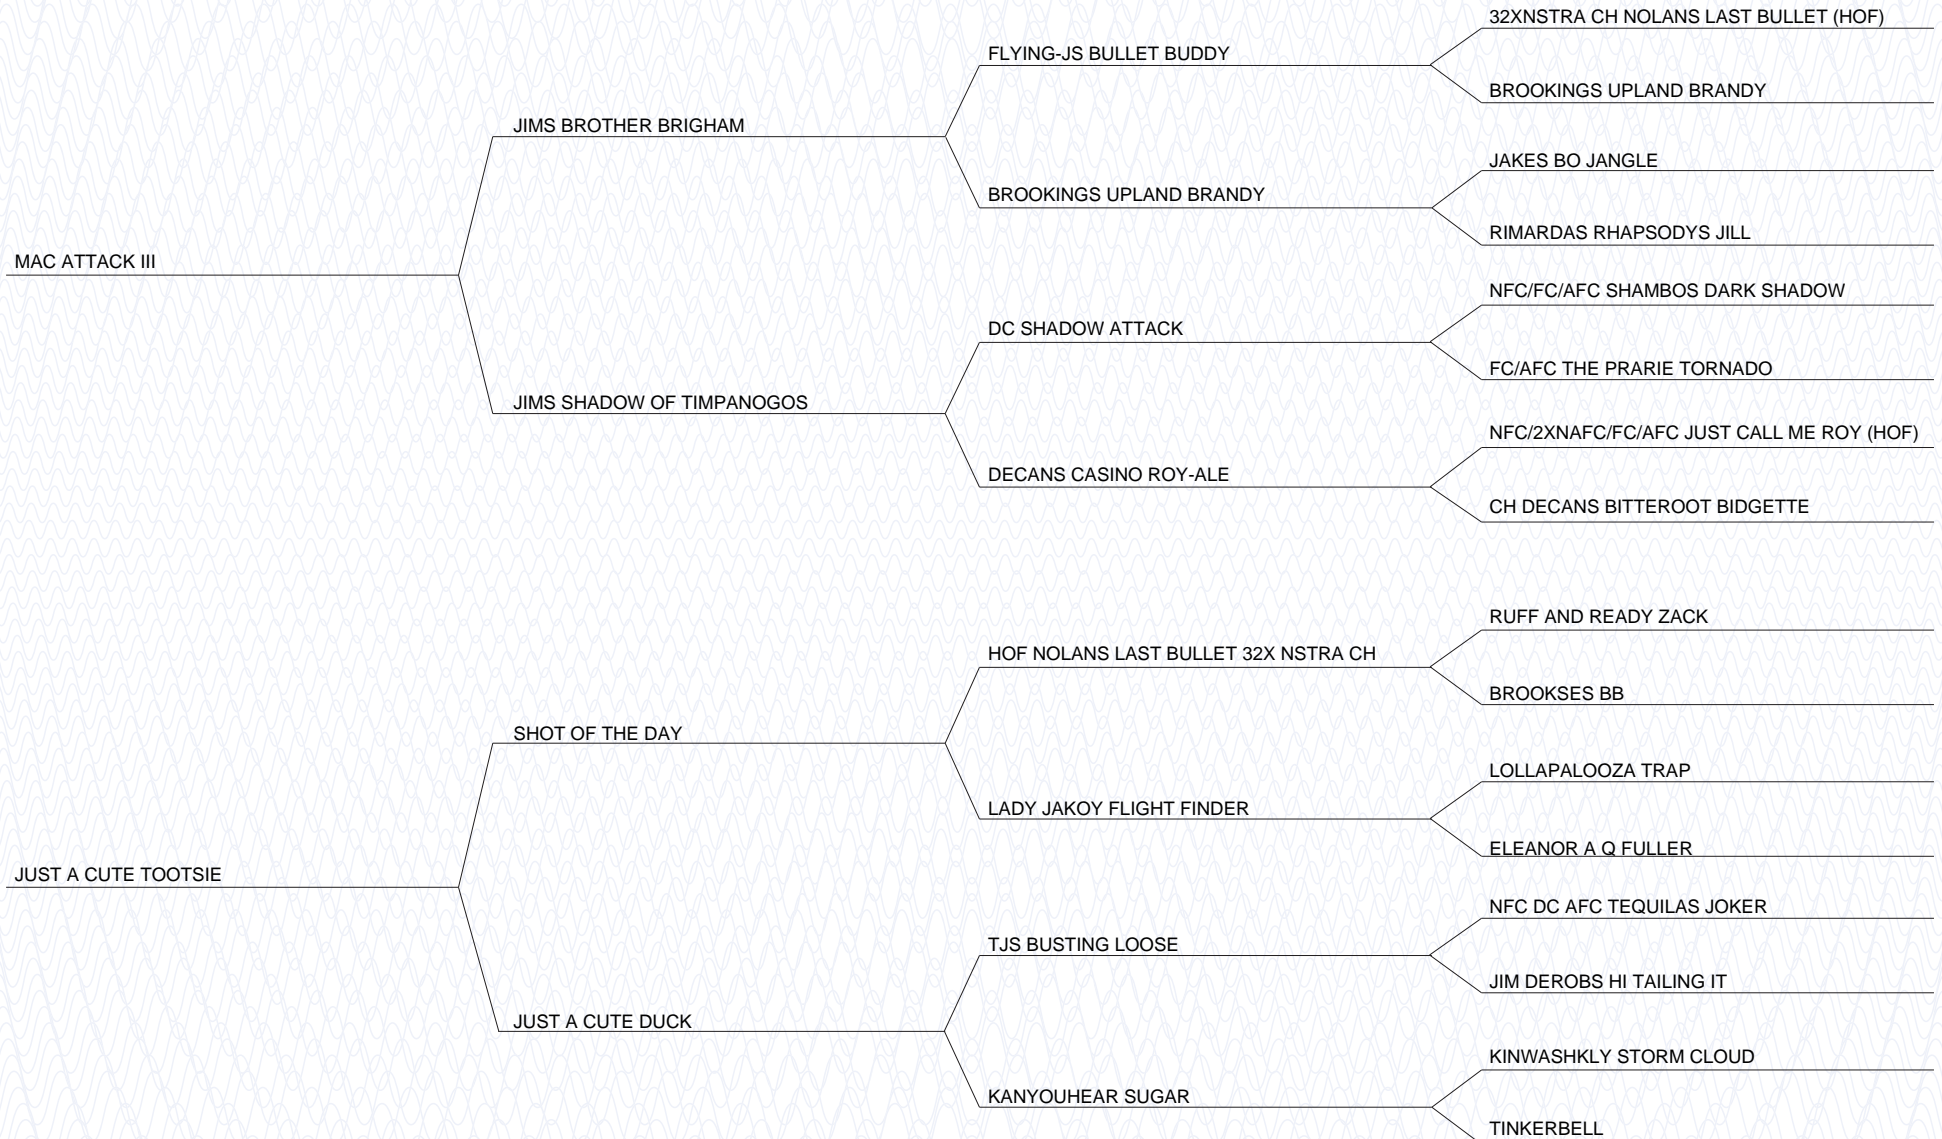 32XNSTRA CH NOLANS LAST BULLET (HOF)
FLYING-JS BULLET BUDDY
BROOKINGS UPLAND BRANDY
JIMS BROTHER BRIGHAM
JAKES BO JANGLE
BROOKINGS UPLAND BRANDY
RIMARDAS RHAPSODYS JILL
MAC ATTACK III
NFC/FC/AFC SHAMBOS DARK SHADOW
DC SHADOW ATTACK
FC/AFC THE PRARIE TORNADO
JIMS SHADOW OF TIMPANOGOS
NFC/2XNAFC/FC/AFC JUST CALL ME ROY (HOF)
DECANS CASINO ROY-ALE
CH DECANS BITTEROOT BIDGETTE
RUFF AND READY ZACK
HOF NOLANS LAST BULLET 32X NSTRA CH
BROOKSES BB
SHOT OF THE DAY
LOLLAPALOOZA TRAP
LADY JAKOY FLIGHT FINDER
ELEANOR A Q FULLER
JUST A CUTE TOOTSIE
NFC DC AFC TEQUILAS JOKER
TJS BUSTING LOOSE
JIM DEROBS HI TAILING IT
JUST A CUTE DUCK
KINWASHKLY STORM CLOUD
KANYOUHEAR SUGAR
TINKERBELL